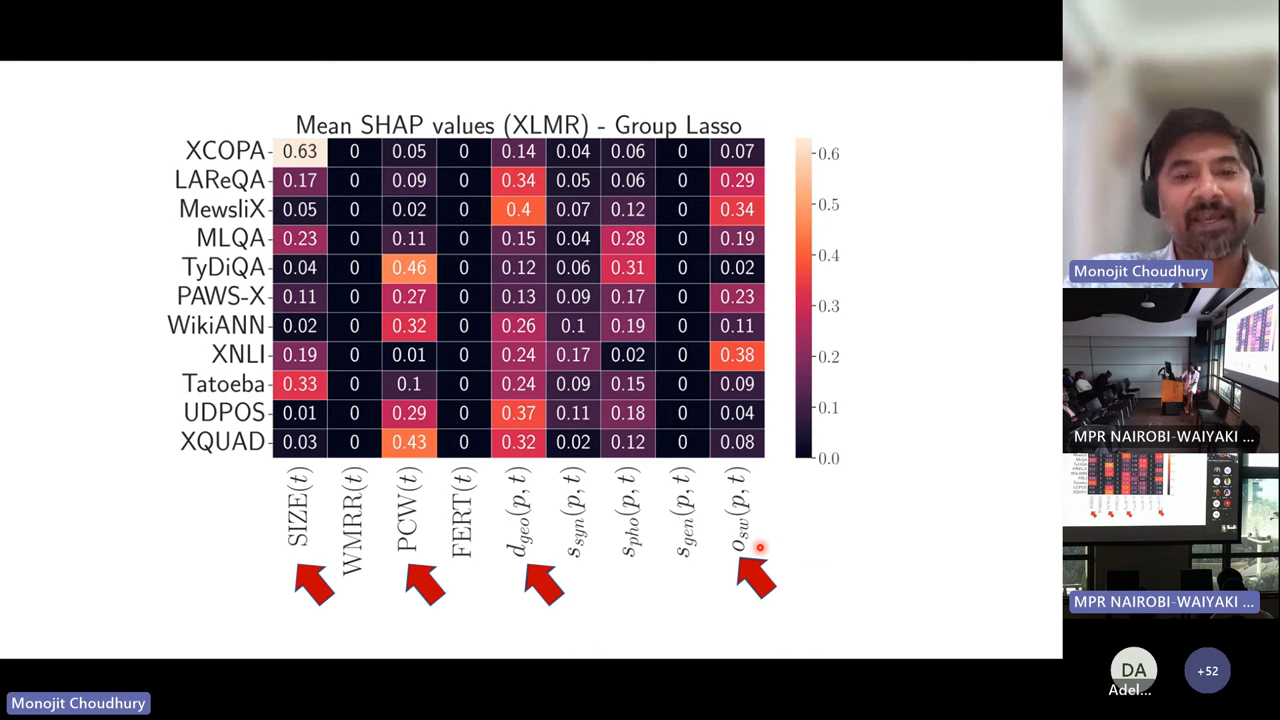 Mean SHAP values (XLMR) - Group Lasso
XCOPA 0.63 0 0.05 0 0.14 0.04 0.06 0 0.07
LAReQA 0.17 0 0.09 0 0.34 0.05 0.06 0 0.29
MewsliX 0.05 0 0.02 0 0.4 0.07 0.12 0 0.34
MLQA 0.23 0 0.11 0 0.15 0.04 0.28 0 0.19
TyDiQA 0.04 0 0.46 0 0.12 0.06 0.31 0 0.02
PAWS-X 0.11 0 0.27 0 0.13 0.09 0.17 0 0.23
WikiANN 0.02 0 0.32 0 0.26 0.1 0.19 0 0.11
XNLI 0.19 0 0.01 0 0.24 0.17 0.02 0 0.38
Tatoeba 0.33 0 0.1 0 0.24 0.09 0.15 0 0.09
UDPOS 0.01 0 0.29 0 0.37 0.11 0.18 0 0.04
XQUAD 0.03 0 0.43 0 0.32 0.02 0.12 0 0.08
SIZE(t) WMRR(t) PCW(t) FERT(t) d_geo(p, t) s_syn(p, t) s_pho(p, t) s_gen(p, t) o_sw(p, t)
0.6
0.5
0.4
0.3
0.2
0.1
0.0
Monojit Choudhury
MPR NAIROBI-WAIYAKI ...
MPR NAIROBI-WAIYAKI ...
DA
Adel...
+52
Monojit Choudhury